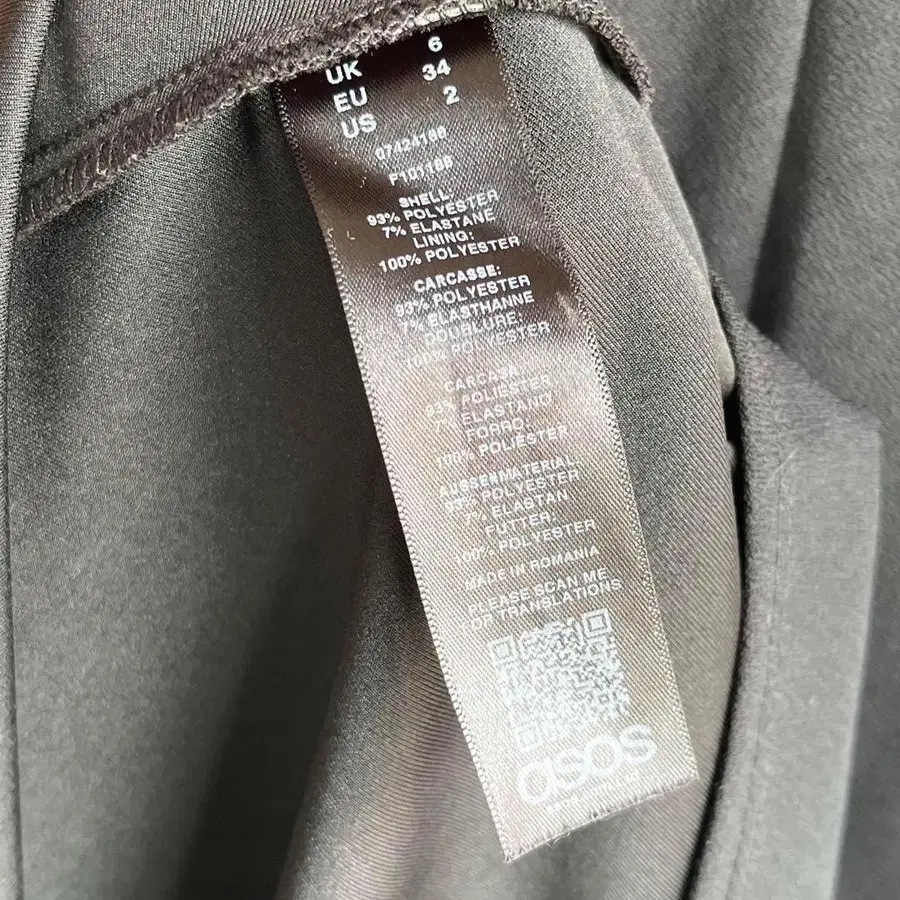 UK 6
EU 34
US 2
07424160
F101188
SHELL:
93% POLYESTER
7% ELASTANE
LINING:
100% POLYESTER
CARCASSE:
93% POLYESTER
7% ELASTHANNE
DOUBLURE:
100% POLYESTER
CARCASA:
93% POLIESTER
7% ELASTANO
FORRO:
100% POLIESTER
AUßENMATERIAL
93% POLYESTER
7% ELASTAN
FUTTER:
100% POLYESTER
MADE IN ROMANIA
PLEASE SCAN ME
FOR TRANSLATIONS
asos